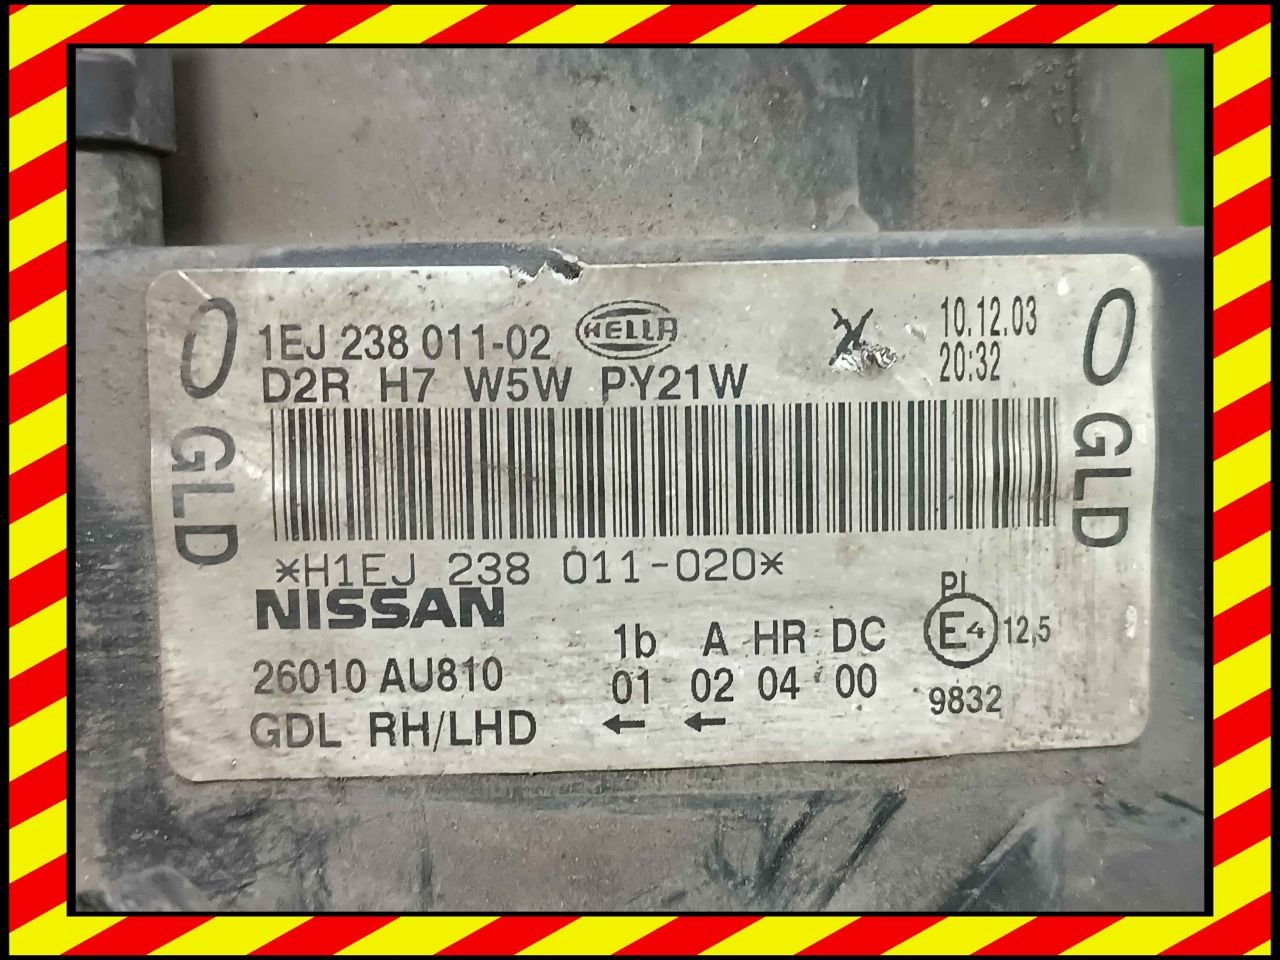 1EJ 238 011-02 HELLA
D2R H7 W5W PY21W
10.12.03
20:32
0 GLD
0 GLD
*H1EJ 238 011-020*
NISSAN
26010 AU810
GDL RH/LHD
1b A HR DC
01 02 04 00
← ←
PL
E4 12,5
9832